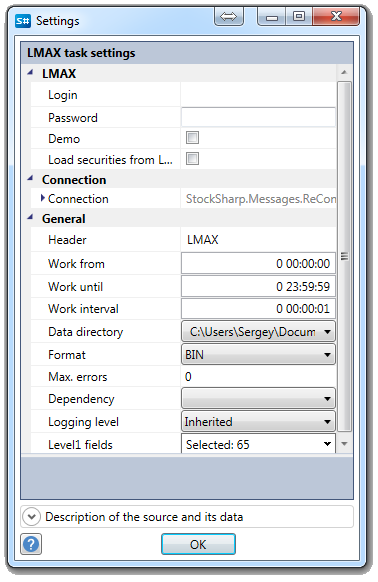 S# Settings
LMAX task settings
LMAX
Login
Password
Demo
Load securities from L...
Connection
Connection StockSharp.Messages.ReCon
General
Header LMAX
Work from 0 00:00:00
Work until 0 23:59:59
Work interval 0 00:00:01
Data directory C:\Users\Sergey\Docum
Format BIN
Max. errors 0
Dependency
Logging level Inherited
Level1 fields Selected: 65
Description of the source and its data
? OK